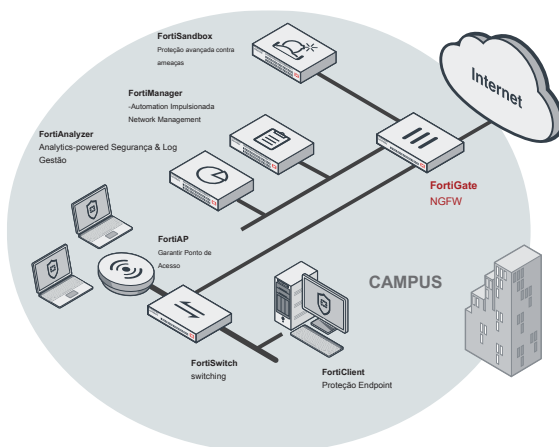 FortiSandbox
Proteção avançada contra
ameaças
FortiManager
-Automation Impulsionada
Network Management
FortiAnalyzer
Analytics-powered Segurança & Log
Gestão
Internet
FortiGate
NGFW
FortiAP
Garantir Ponto de
Acesso
CAMPUS
FortiSwitch
switching
FortiClient
Proteção Endpoint